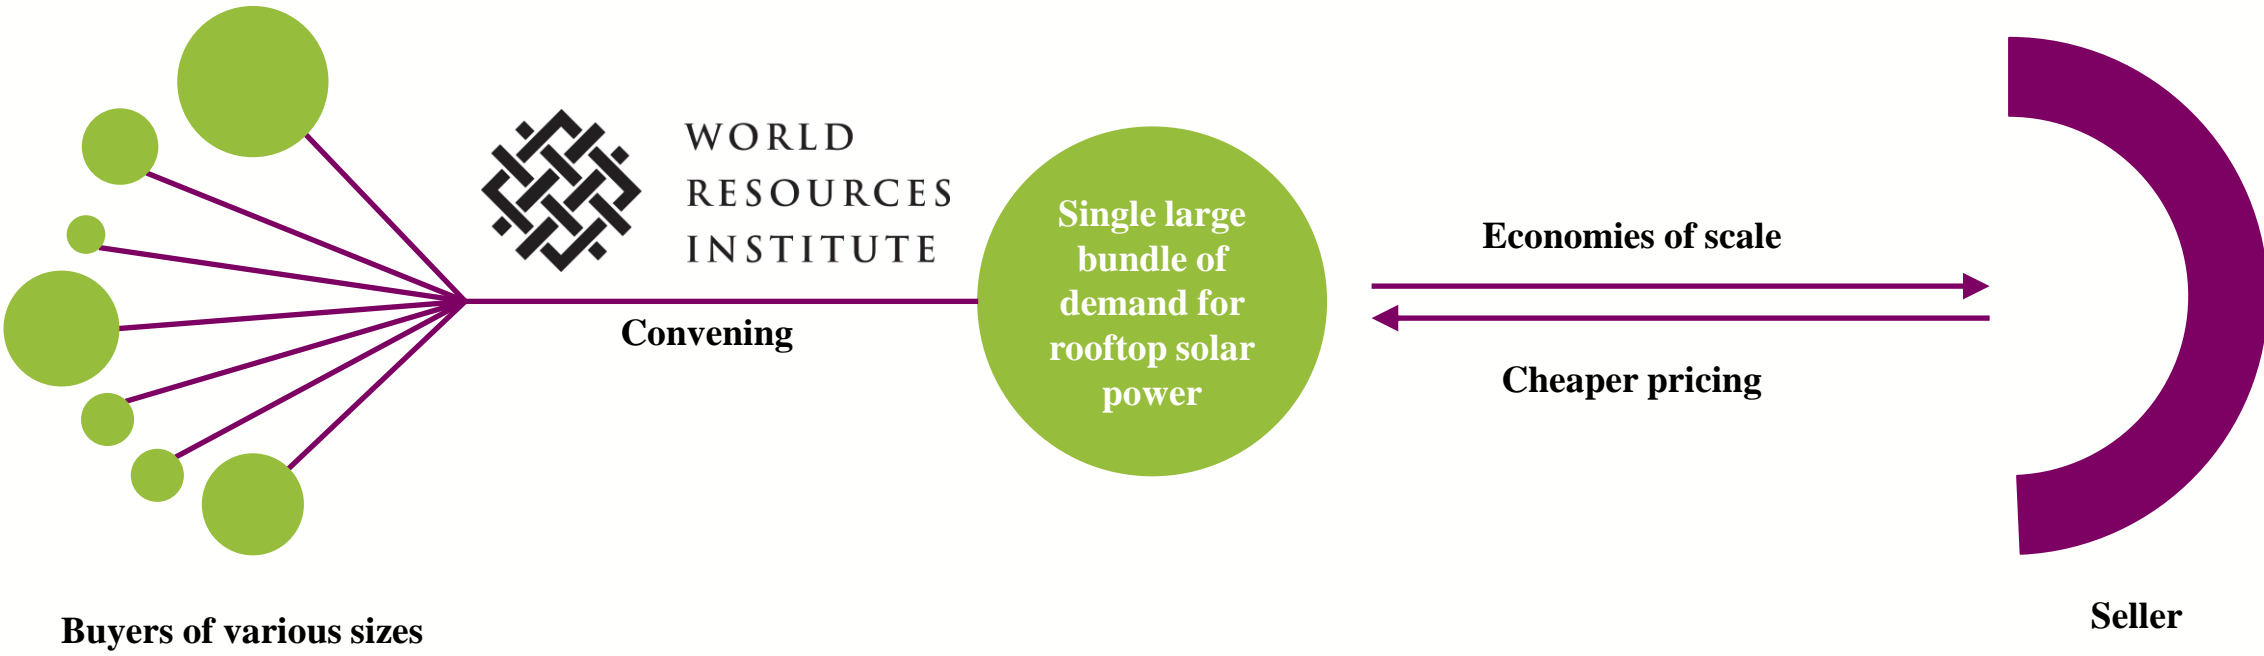 WORLD
RESOURCES
INSTITUTE
Convening
Single large
bundle of
demand for
rooftop solar
power
Economies of scale
Cheaper pricing
Buyers of various sizes
Seller